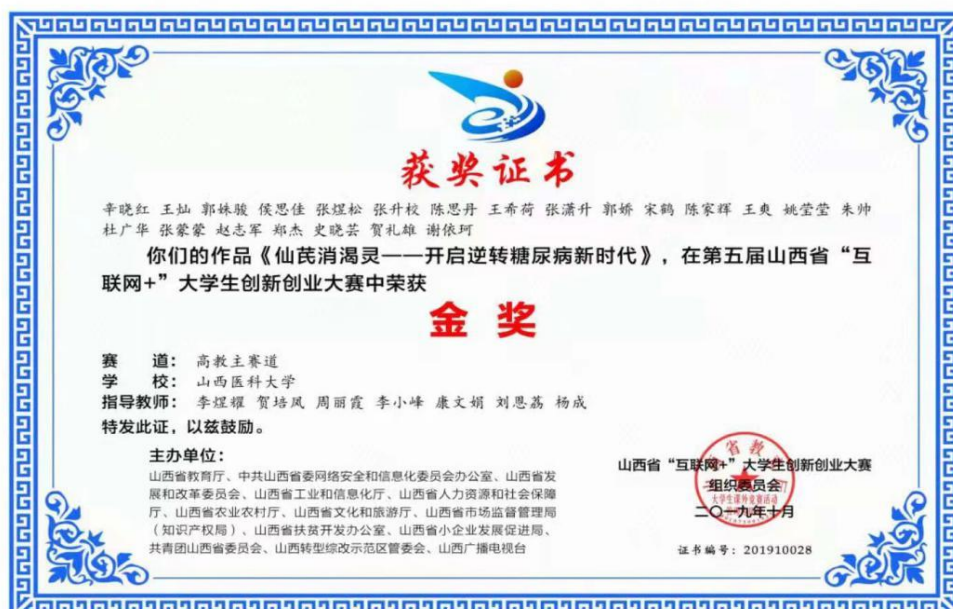 获奖证书
辛晓红 王灿 郭姝骏 侯思佳 张煜松 张升校 陈思丹 王希荷 张潇升 郭娇 宋鹤 陈家辉 王爽 姚莹莹 朱帅
杜广华 张蒙蒙 赵志军 郑杰 史晓芸 贺礼雄 谢依珂
你们的作品《仙芪消渴灵——开启逆转糖尿病新时代》，在第五届山西省“互
联网+”大学生创新创业大赛中荣获
金奖
赛 道：高教主赛道
学 校：山西医科大学
指导教师：李煜耀 贺培凤 周丽霞 李小峰 康文娟 刘恩荔 杨成
特发此证，以兹鼓励。
主办单位：
山西省教育厅、中共山西省委网络安全和信息化委员会办公室、山西省发
展和改革委员会、山西省工业和信息化厅、山西省人力资源和社会保障
厅、山西省农业农村厅、山西省文化和旅游厅、山西省市场监督管理局
（知识产权局）、山西省扶贫开发办公室、山西省小企业发展促进局、
共青团山西省委员会、山西转型综改示范区管委会、山西广播电视台
山西省“互联网+”大学生创新创业大赛
组织委员会
大学生课外竞赛活动
二〇一九年十月
证书编号：201910028